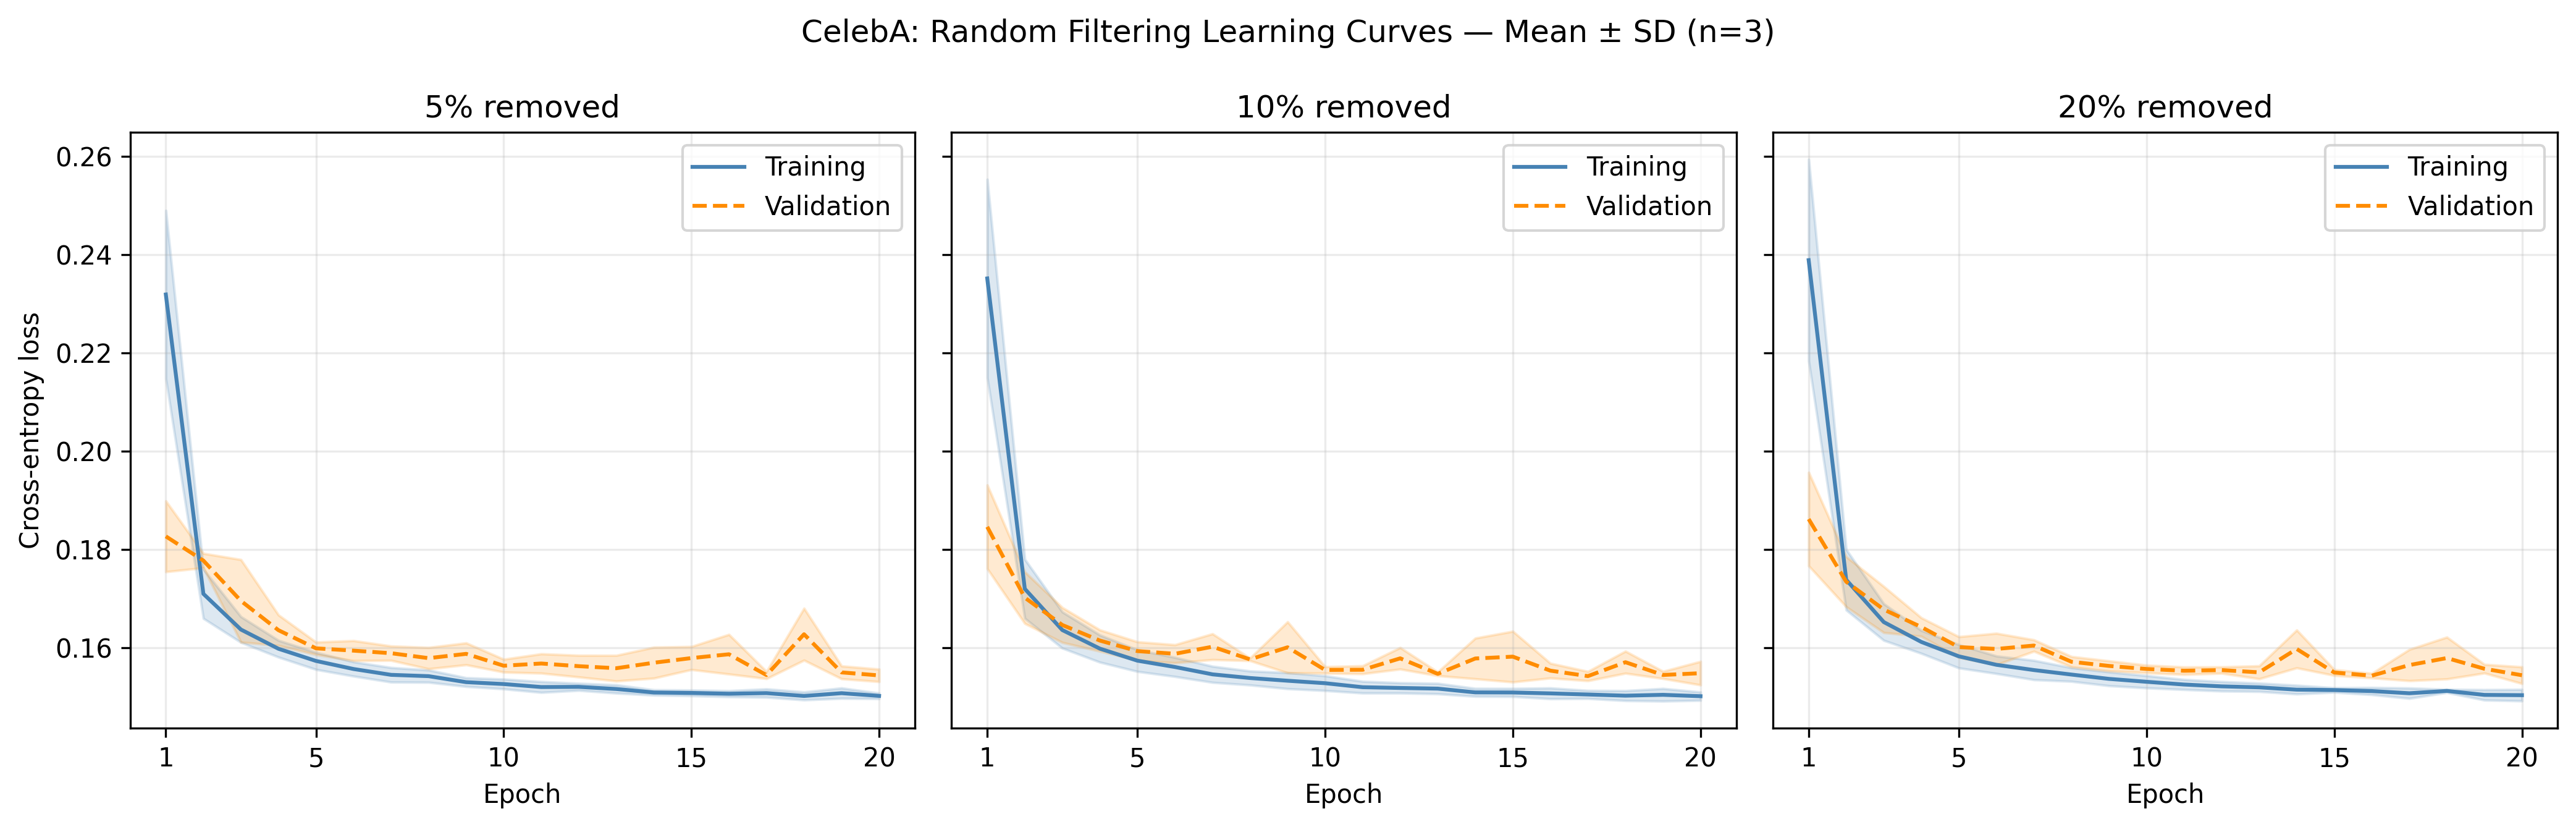 CelebA: Random Filtering Learning Curves — Mean ± SD (n=3)
5% removed
10% removed
20% removed
Cross-entropy loss
0.26
0.24
0.22
0.20
0.18
0.16
Training
Validation
Training
Validation
Training
Validation
1 5 10 15 20
1 5 10 15 20
1 5 10 15 20
Epoch
Epoch
Epoch